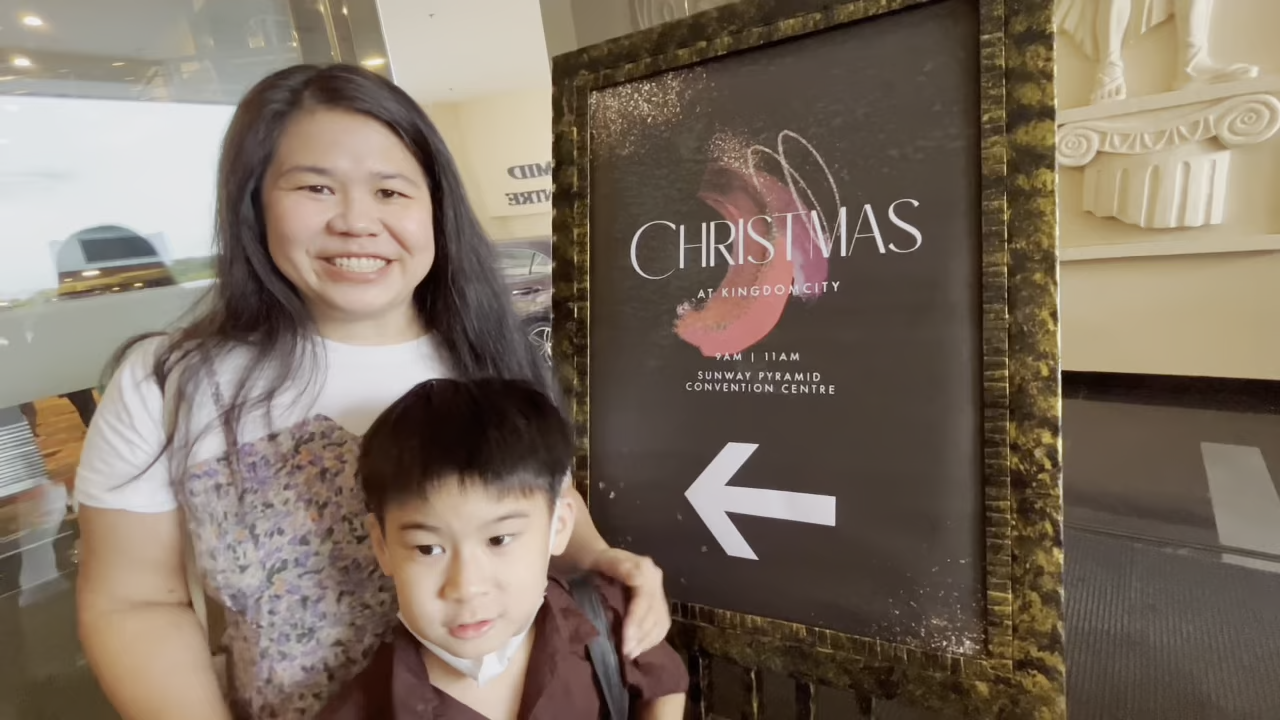 CHRISTMAS
AT KINGDOMCITY
9AM | 11AM
SUNWAY PYRAMID
CONVENTION CENTRE